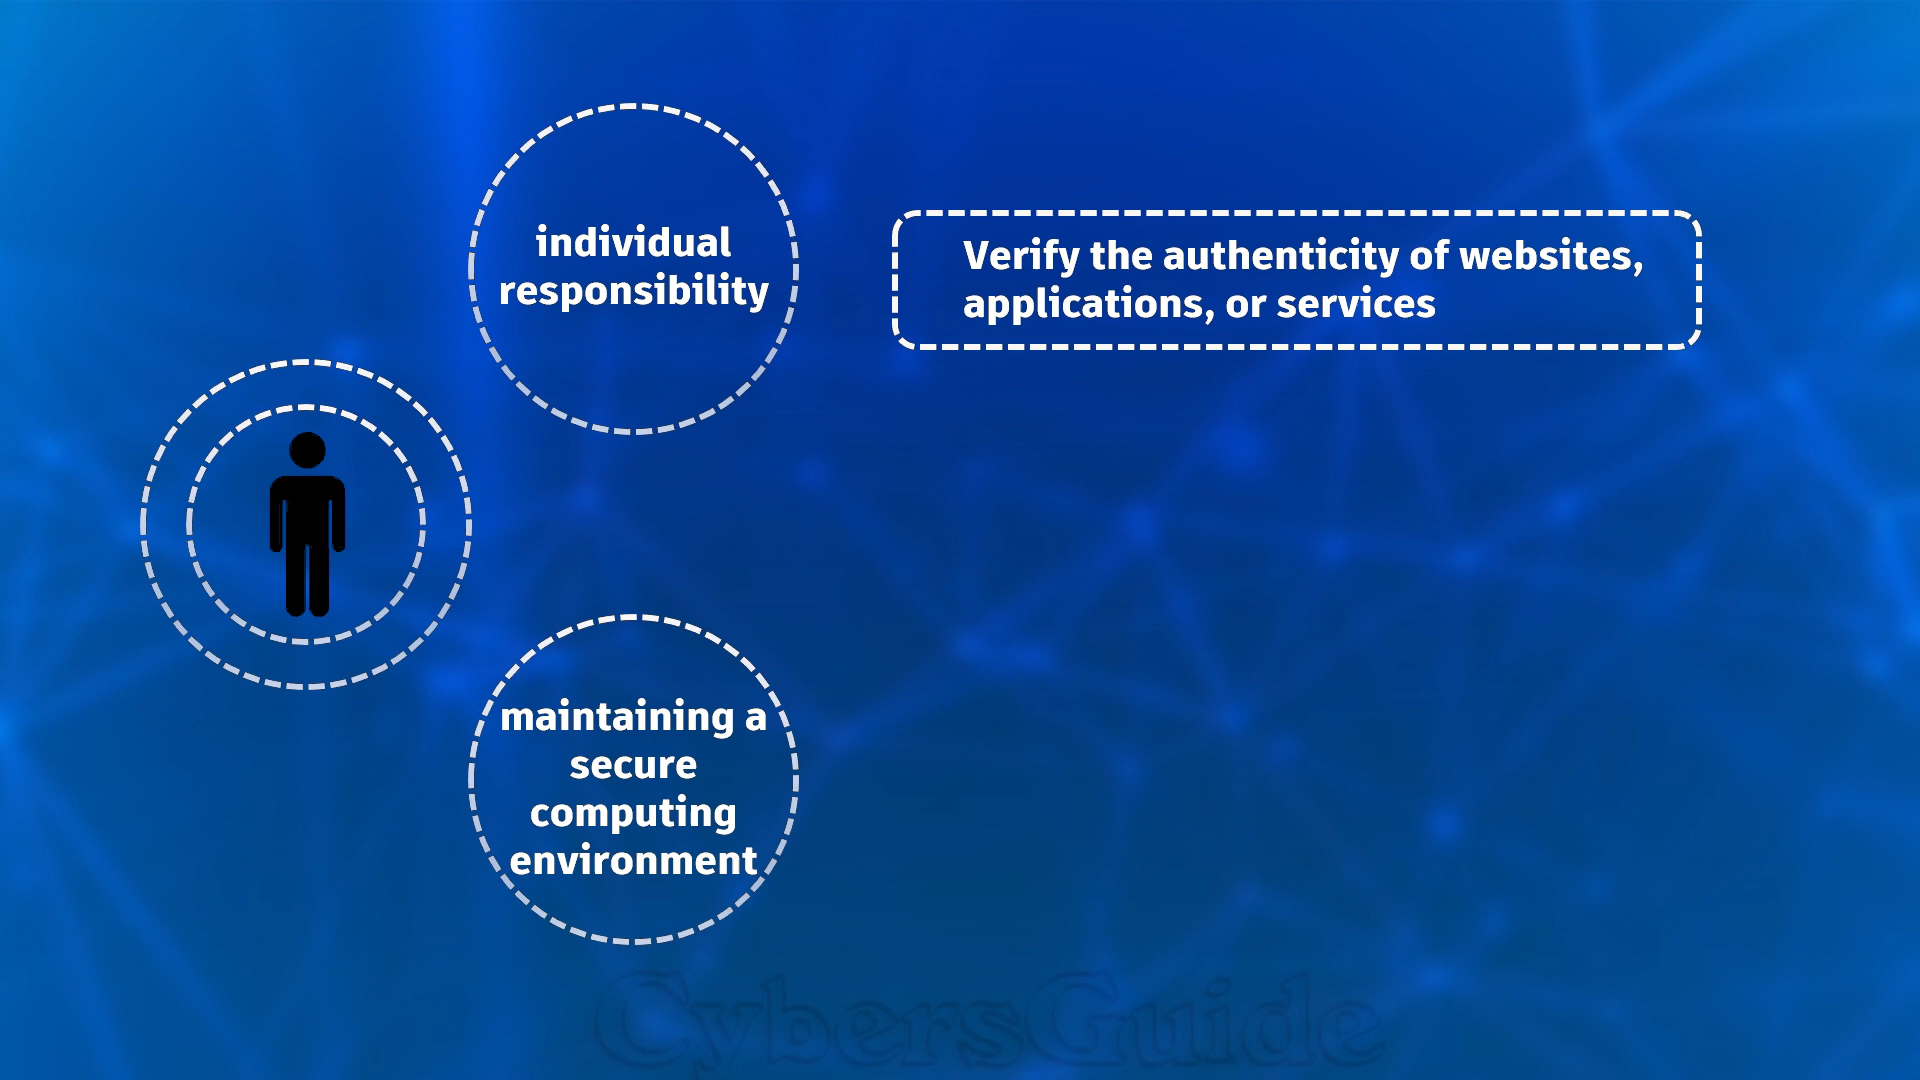 individual
responsibility
Verify the authenticity of websites,
applications, or services
maintaining a
secure
computing
environment
CybersGuide